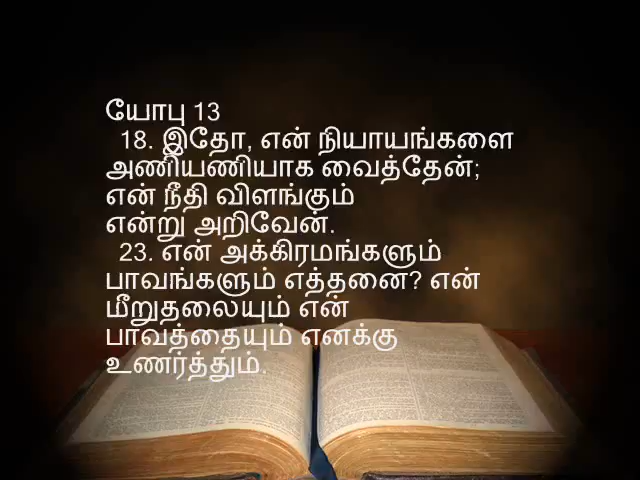 யோபு 13
18. இதோ, என் நியாயங்களை
அணியணியாக வைத்தேன்;
என் நீதி விளங்கும்
என்று அறிவேன்.
23. என் அக்கிரமங்களும்
பாவங்களும் எத்தனை? என்
மீறுதலையும் என்
பாவத்தையும் எனக்கு
உணர்த்தும்.